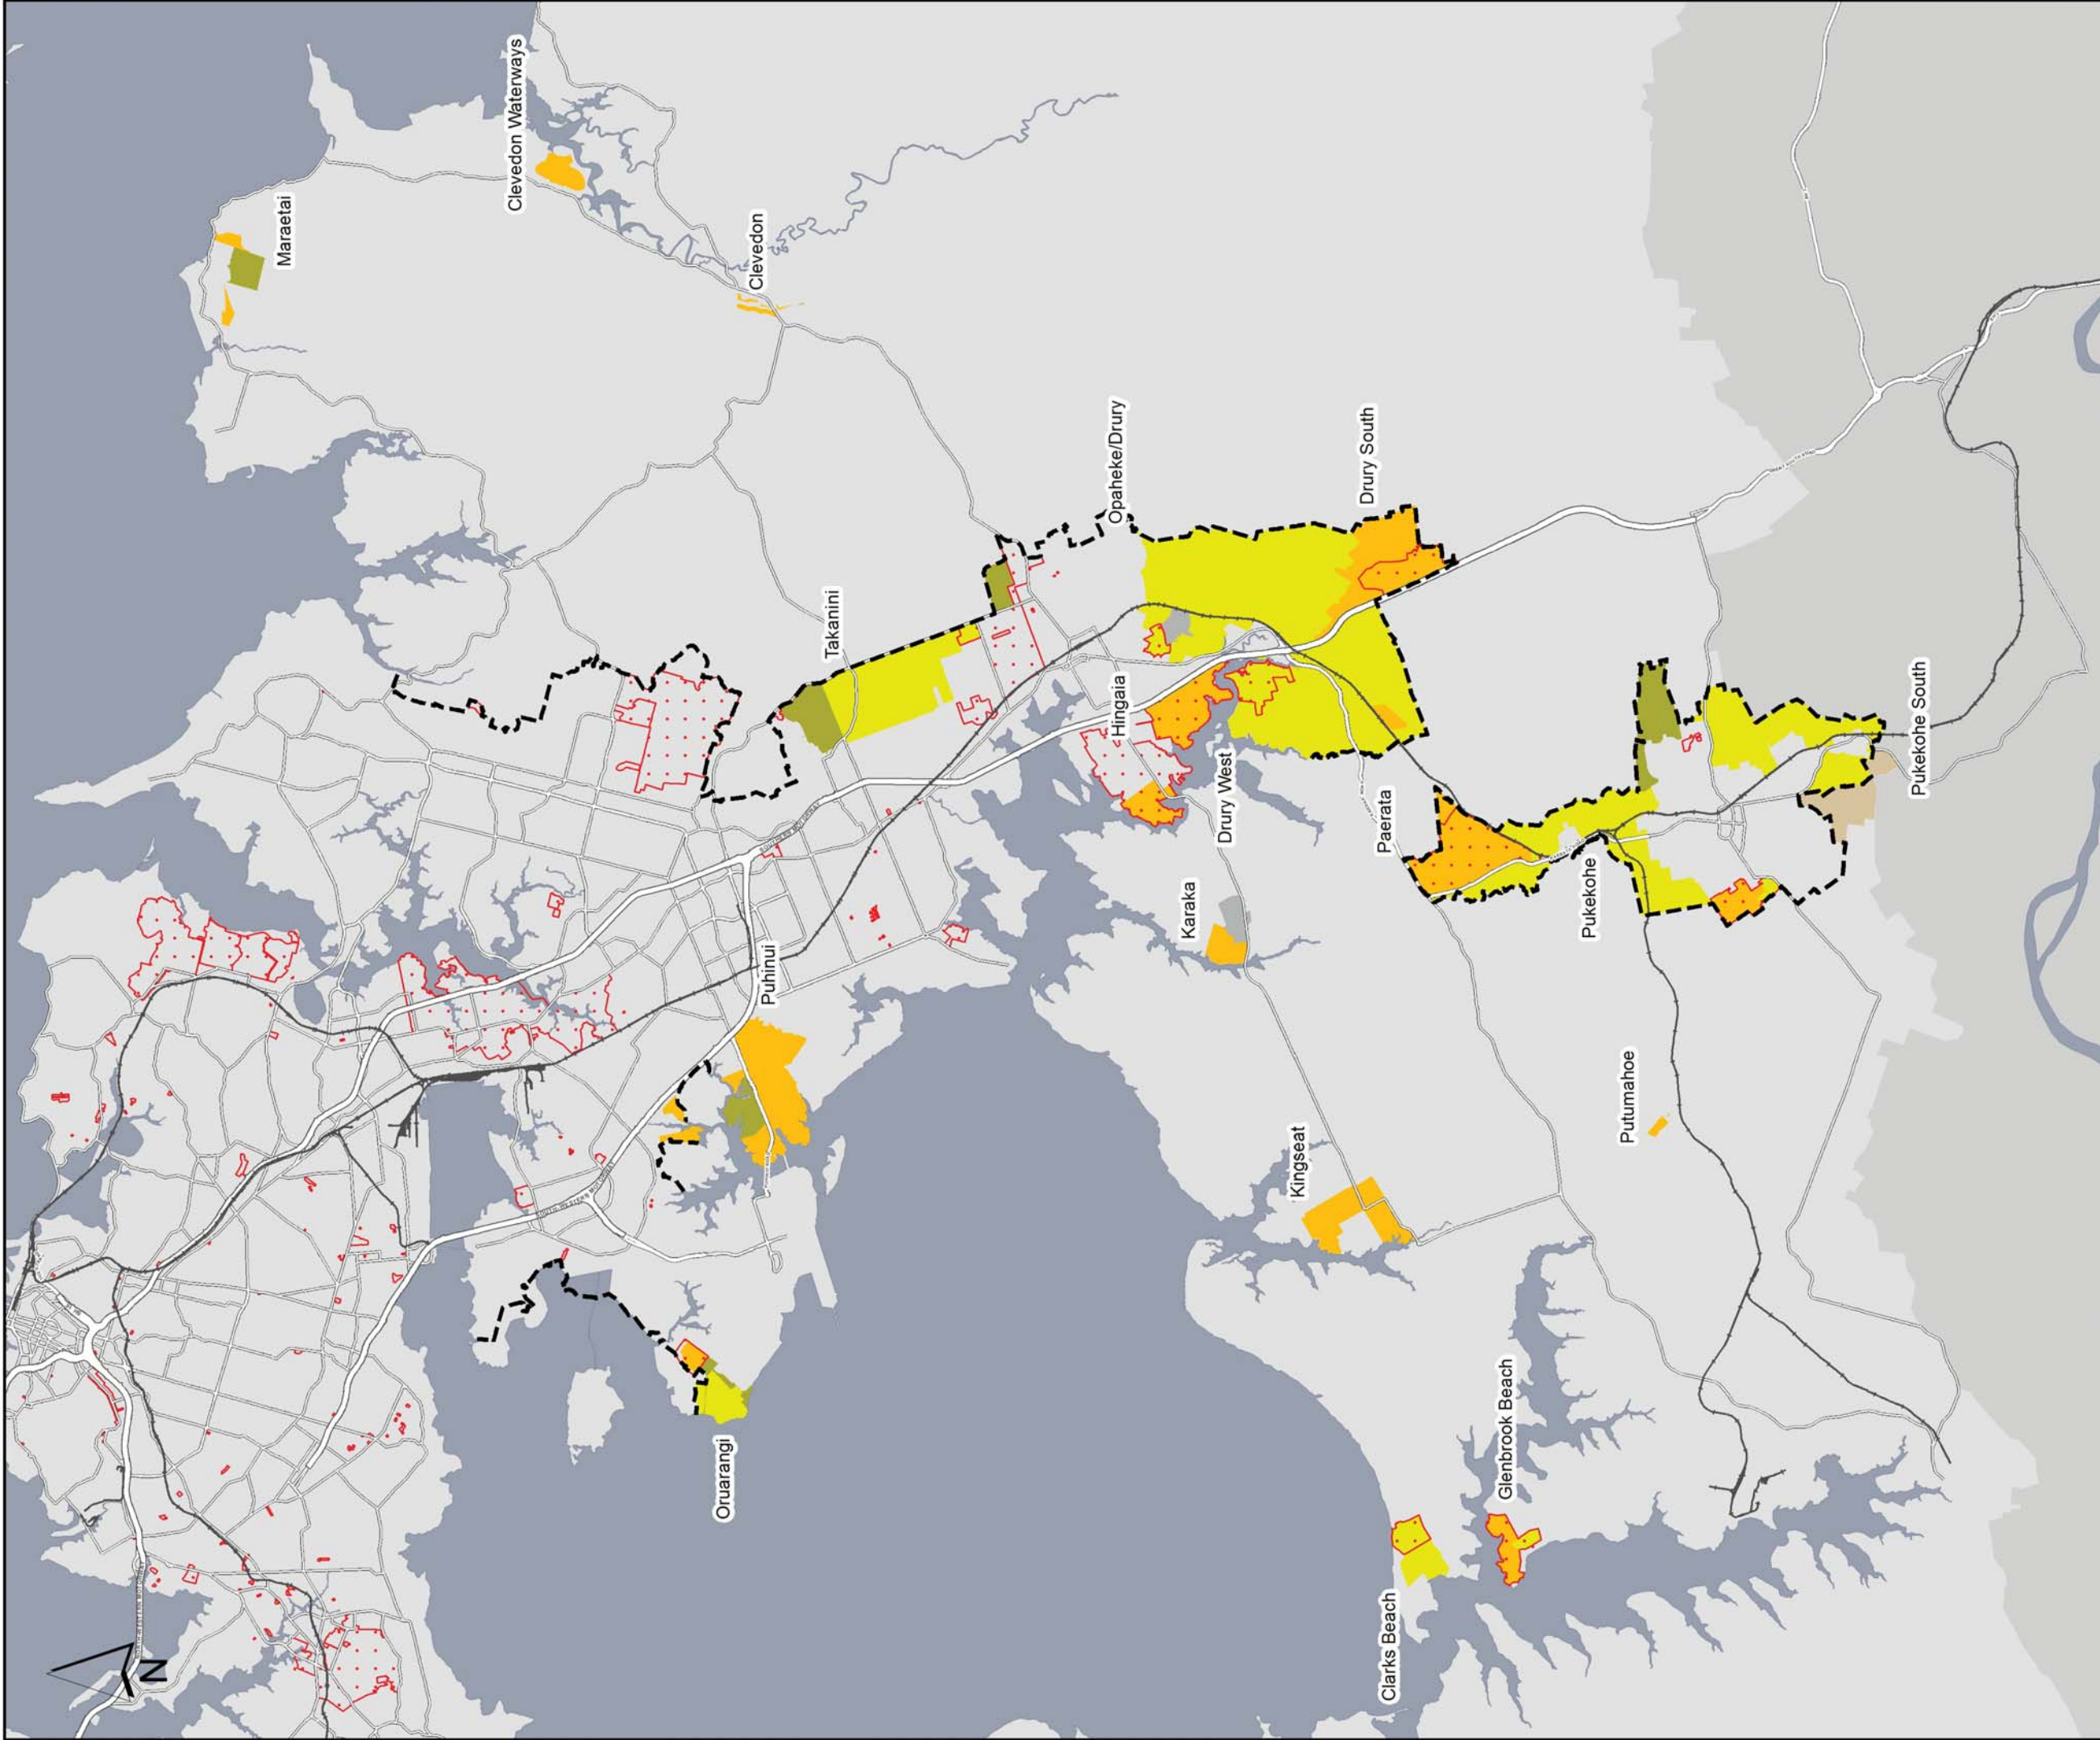 Clevedon Waterways
Maraetai
Clevedon
Takanini
Opaheke/Drury
Drury South
Hingaia
Drury West
Paerata
Karaka
Puhinui
Pukekohe
Pukekohe South
Putumahoe
Kingseat
Oruarangi
Glenbrook Beach
Clarks Beach
N